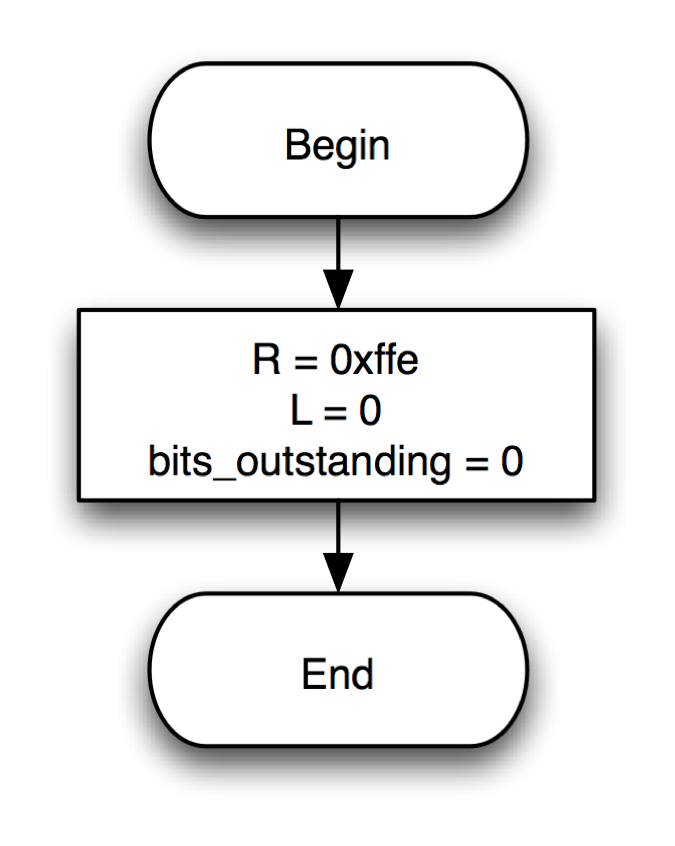 Begin
R = 0xffe
L = 0
bits_outstanding = 0
End